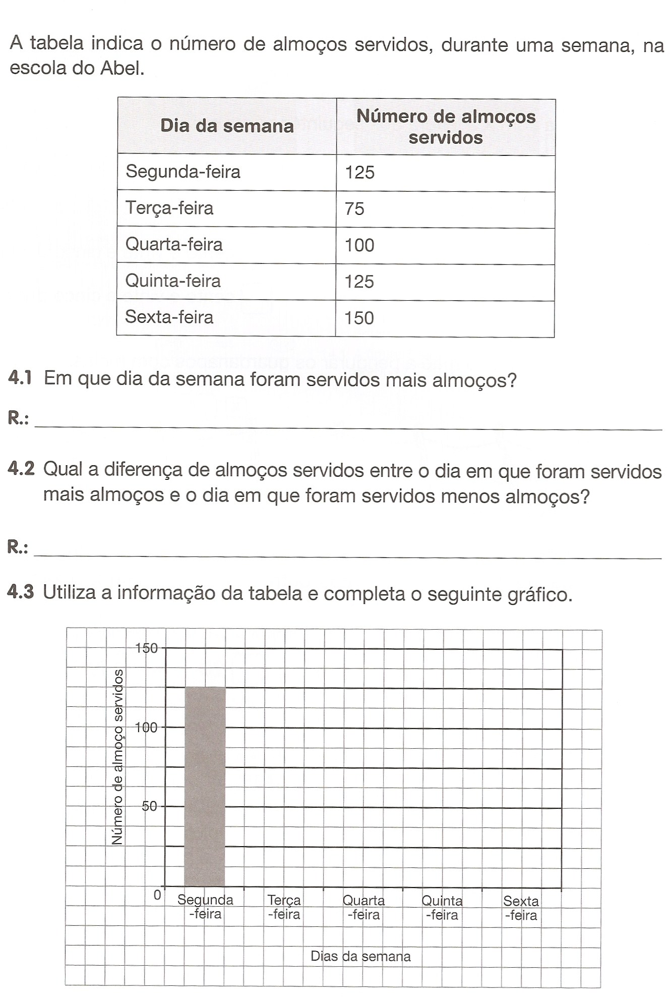 A tabela indica o número de almoços servidos, durante uma semana, na
escola do Abel.
Dia da semana
Número de almoços
servidos
Segunda-feira
125
Terça-feira
75
Quarta-feira
100
Quinta-feira
125
Sexta-feira
150
4.1 Em que dia da semana foram servidos mais almoços?
R.:
4.2 Qual a diferença de almoços servidos entre o dia em que foram servidos
mais almoços e o dia em que foram servidos menos almoços?
R.:
4.3 Utiliza a informação da tabela e completa o seguinte gráfico.
Número de almoço servidos
150
100
50
0
Segunda
-feira
Terça
-feira
Quarta
-feira
Quinta
-feira
Sexta
-feira
Dias da semana